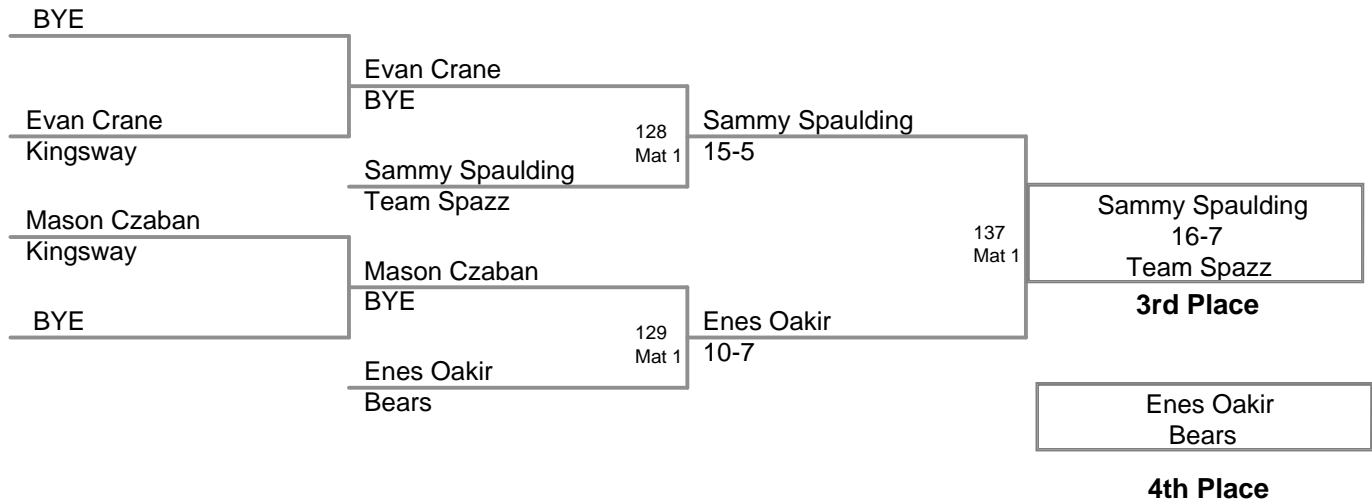 BYE
Evan Crane
BYE
Evan Crane
Kingsway
128
Mat 1
Sammy Spaulding
15-5
Sammy Spaulding
Team Spazz
Mason Czaban
Kingsway
137
Mat 1
Sammy Spaulding
16-7
Team Spazz
3rd Place
Mason Czaban
BYE
BYE
129
Mat 1
Enes Oakir
10-7
Enes Oakir
Bears
Enes Oakir
Bears
4th Place